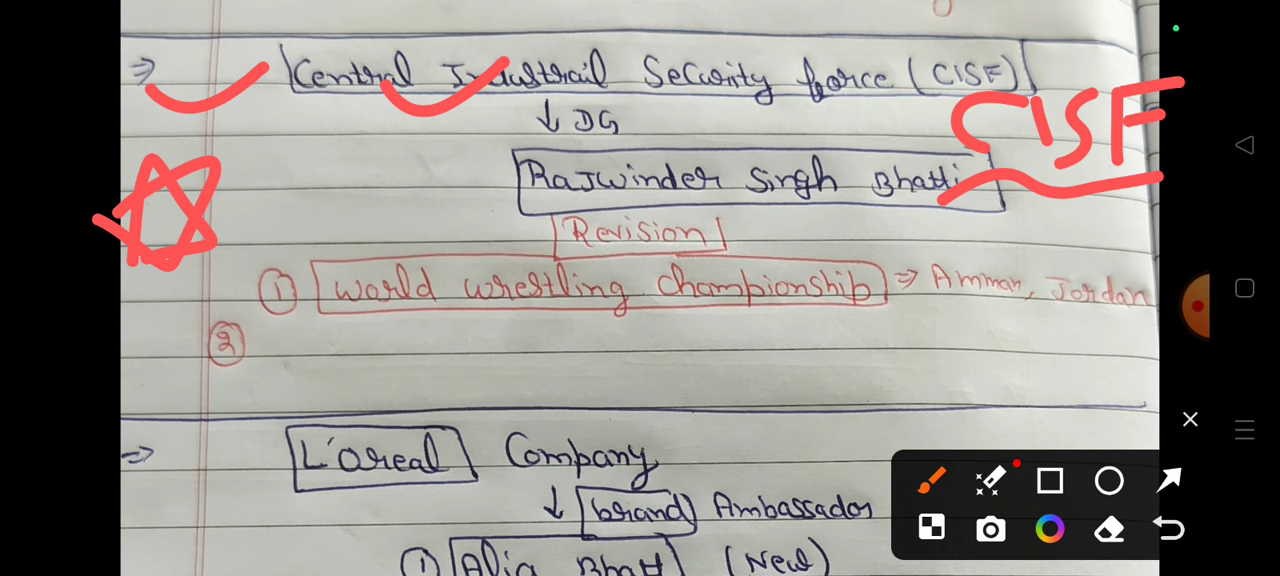 ⇒ Central Industrail Security force (CISF)
CISF
↓ DG
Rajwinder Singh Bhatti
Revision
① World Wrestling Championship ⇒ Amman, Jordan
②
⇒ L'oreal Company
↓ brand Ambassador
① Alia Bhatt (New)